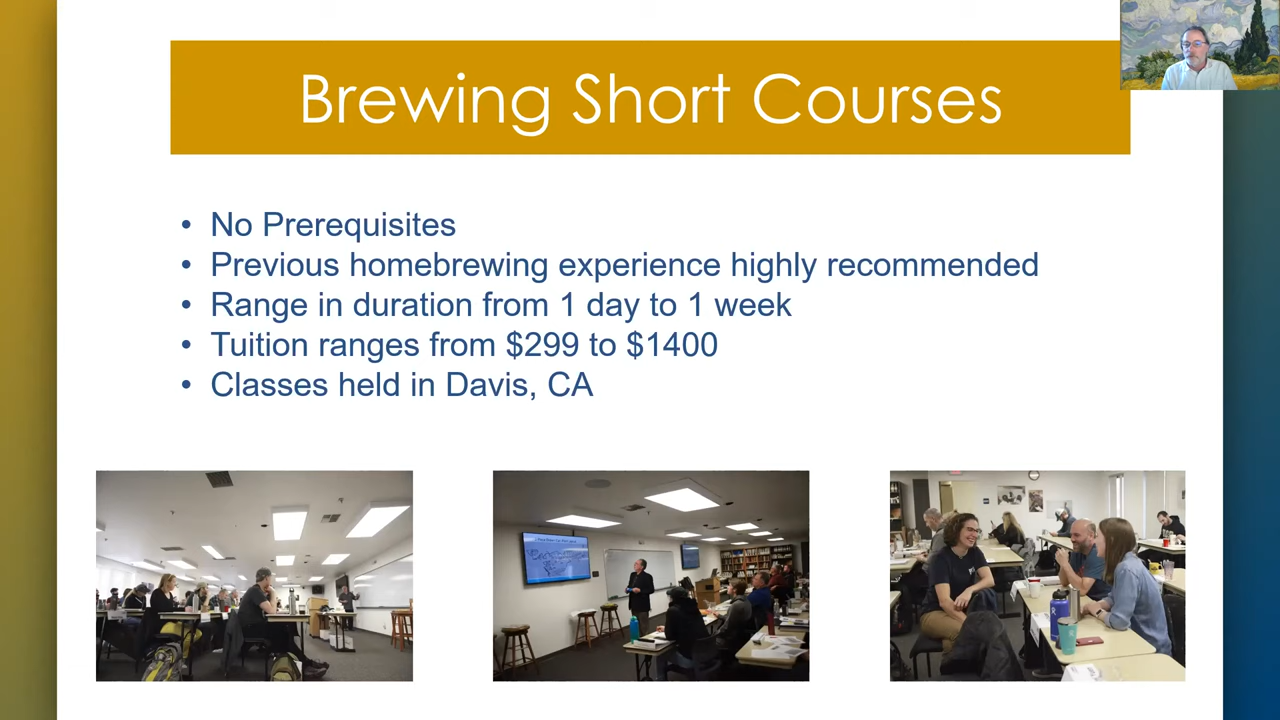 Brewing Short Courses
• No Prerequisites
• Previous homebrewing experience highly recommended
• Range in duration from 1 day to 1 week
• Tuition ranges from $299 to $1400
• Classes held in Davis, CA